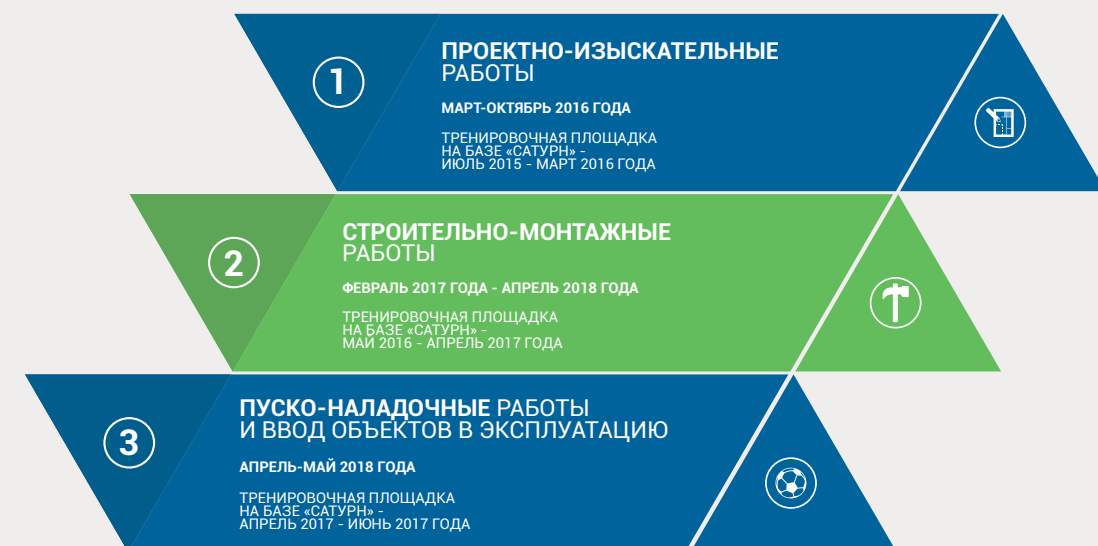 1
ПРОЕКТНО-ИЗЫСКАТЕЛЬНЫЕ
РАБОТЫ
МАРТ-ОКТЯБРЬ 2016 ГОДА
ТРЕНИРОВОЧНАЯ ПЛОЩАДКА
НА БАЗЕ «САТУРН» -
ИЮЛЬ 2015 - МАРТ 2016 ГОДА
2
СТРОИТЕЛЬНО-МОНТАЖНЫЕ
РАБОТЫ
ФЕВРАЛЬ 2017 ГОДА - АПРЕЛЬ 2018 ГОДА
ТРЕНИРОВОЧНАЯ ПЛОЩАДКА
НА БАЗЕ «САТУРН» -
МАЙ 2016 - АПРЕЛЬ 2017 ГОДА
3
ПУСКО-НАЛАДОЧНЫЕ РАБОТЫ
И ВВОД ОБЪЕКТОВ В ЭКСПЛУАТАЦИЮ
АПРЕЛЬ-МАЙ 2018 ГОДА
ТРЕНИРОВОЧНАЯ ПЛОЩАДКА
НА БАЗЕ «САТУРН» -
АПРЕЛЬ 2017 - ИЮНЬ 2017 ГОДА